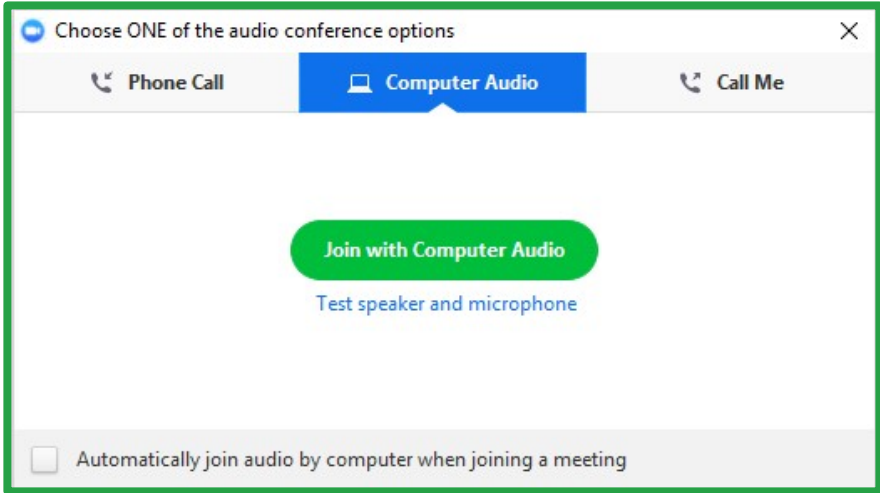 Choose ONE of the audio conference options
Phone Call
Computer Audio
Call Me
Join with Computer Audio
Test speaker and microphone
Automatically join audio by computer when joining a meeting